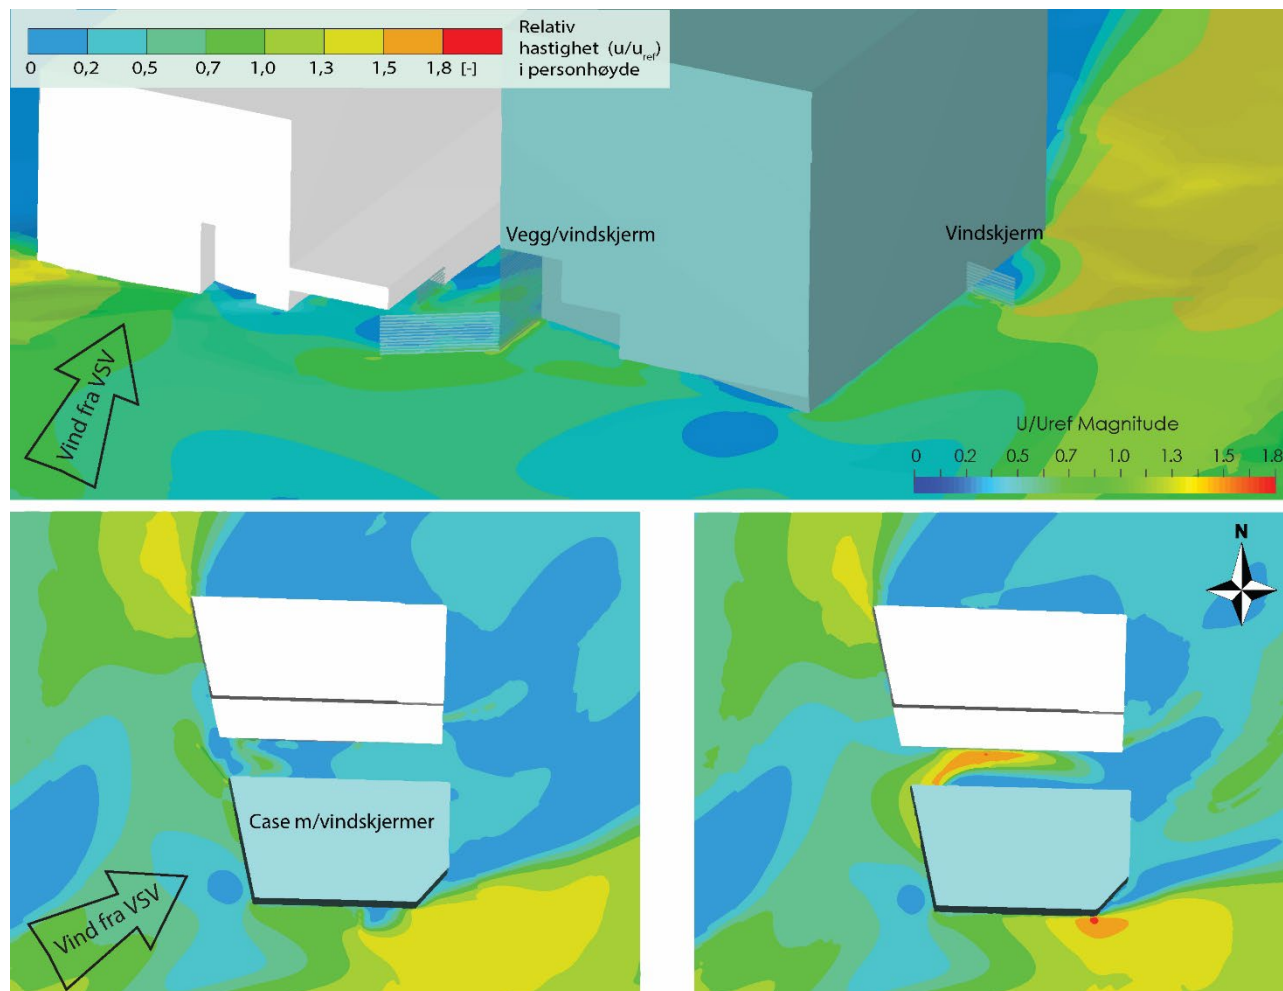 Relativ
hastighet (u/u_ref)
i personhøyde
0 0,2 0,5 0,7 1,0 1,3 1,5 1,8 [-]
Vegg/vindskjerm
Vindskjerm
Vind fra VSV
U/Uref Magnitude
0 0.2 0.5 0.7 1.0 1.3 1.5 1.8
N
Case m/vindskjermer
Vind fra VSV